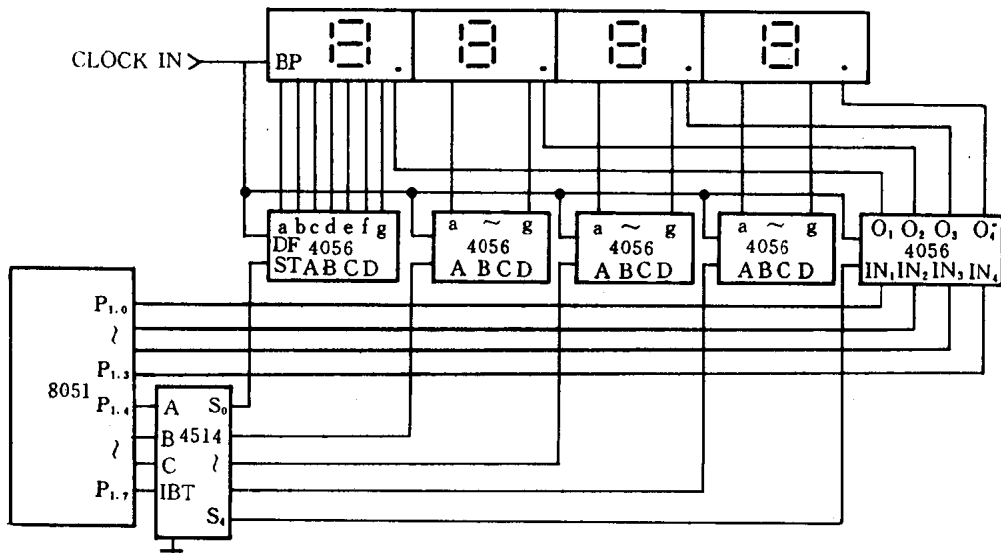 CLOCK IN
BP
a b c d e f g
DF 4056
ST A B C D
a ~ g
4056
A B C D
a ~ g
4056
A B C D
a ~ g
4056
A B C D
O₁ O₂ O₃ O₄
4056
IN₁ IN₂ IN₃ IN₄
8051
P₁.₀
~
P₁.₃
P₁.₄
~
P₁.₇
A S₀
B 4514
C ~
IBT
S₄